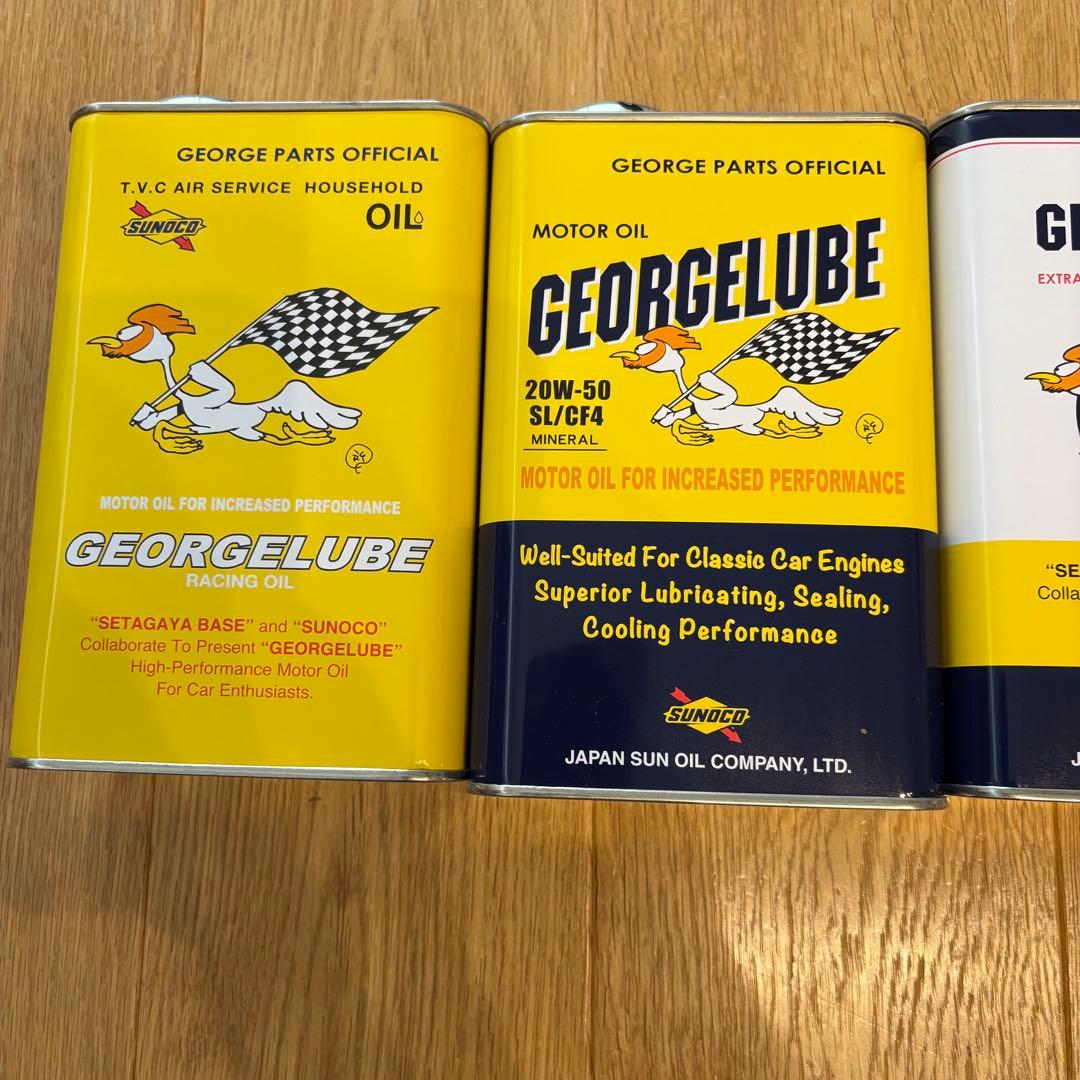 GEORGE PARTS OFFICIAL
T.V.C AIR SERVICE HOUSEHOLD
OIL
SUNOCO
MOTOR OIL FOR INCREASED PERFORMANCE
GEORGELUBE
RACING OIL
"SETAGAYA BASE" and "SUNOCO"
Collaborate To Present "GEORGELUBE"
High-Performance Motor Oil
For Car Enthusiasts.
GEORGE PARTS OFFICIAL
MOTOR OIL
GEORGELUBE
20W-50
SL/CF4
MINERAL
MOTOR OIL FOR INCREASED PERFORMANCE
Well-Suited For Classic Car Engines
Superior Lubricating, Sealing,
Cooling Performance
SUNOCO
JAPAN SUN OIL COMPANY, LTD.
EXTRA